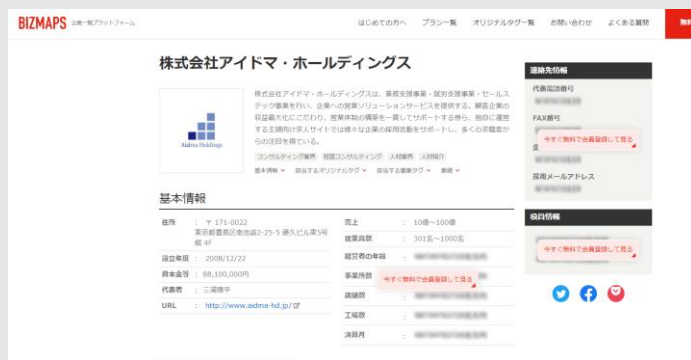 BIZMAPS 企業一覧プラットフォーム
はじめての方へ プラン一覧 オリジナルタグ一覧 お問い合わせ よくある質問 無料
株式会社アイドマ・ホールディングス
Aidma Holdings
株式会社アイドマ・ホールディングスは、業務支援事業・就労支援事業・セールス
テック事業を行い、企業への営業ソリューションサービスを提供する。顧客企業の
収益最大化にこだわり、営業体制の構築を一貫してサポートする傍ら、独自に運営
する主婦向け求人サイトでは様々な企業の採用活動をサポートし、多くの求職者か
らの注目を得ている。
コンサルティング業界 経営コンサルティング 人材業界 人材紹介
基本情報 該当するオリジナルタグ 該当する事業タグ 業績
基本情報
住所 : 〒 171-0022
東京都豊島区南池袋2-25-5 藤久ビル東5号
館 4F
設立年度 : 2008/12/22
資本金等 : 88,100,000円
代表者 : 三浦陽平
URL : http://www.aidma-hd.jp/
売上 : 10億~100億
従業員数 : 301名~1000名
経営者の年齢 :
事業所数 今すぐ無料で会員登録して見る
店舗数 :
工場数 :
決算月 :
連絡先情報
代表電話番号
FAX番号
今すぐ無料で会員登録して見る
採用メールアドレス
役員情報
今すぐ無料で会員登録して見る